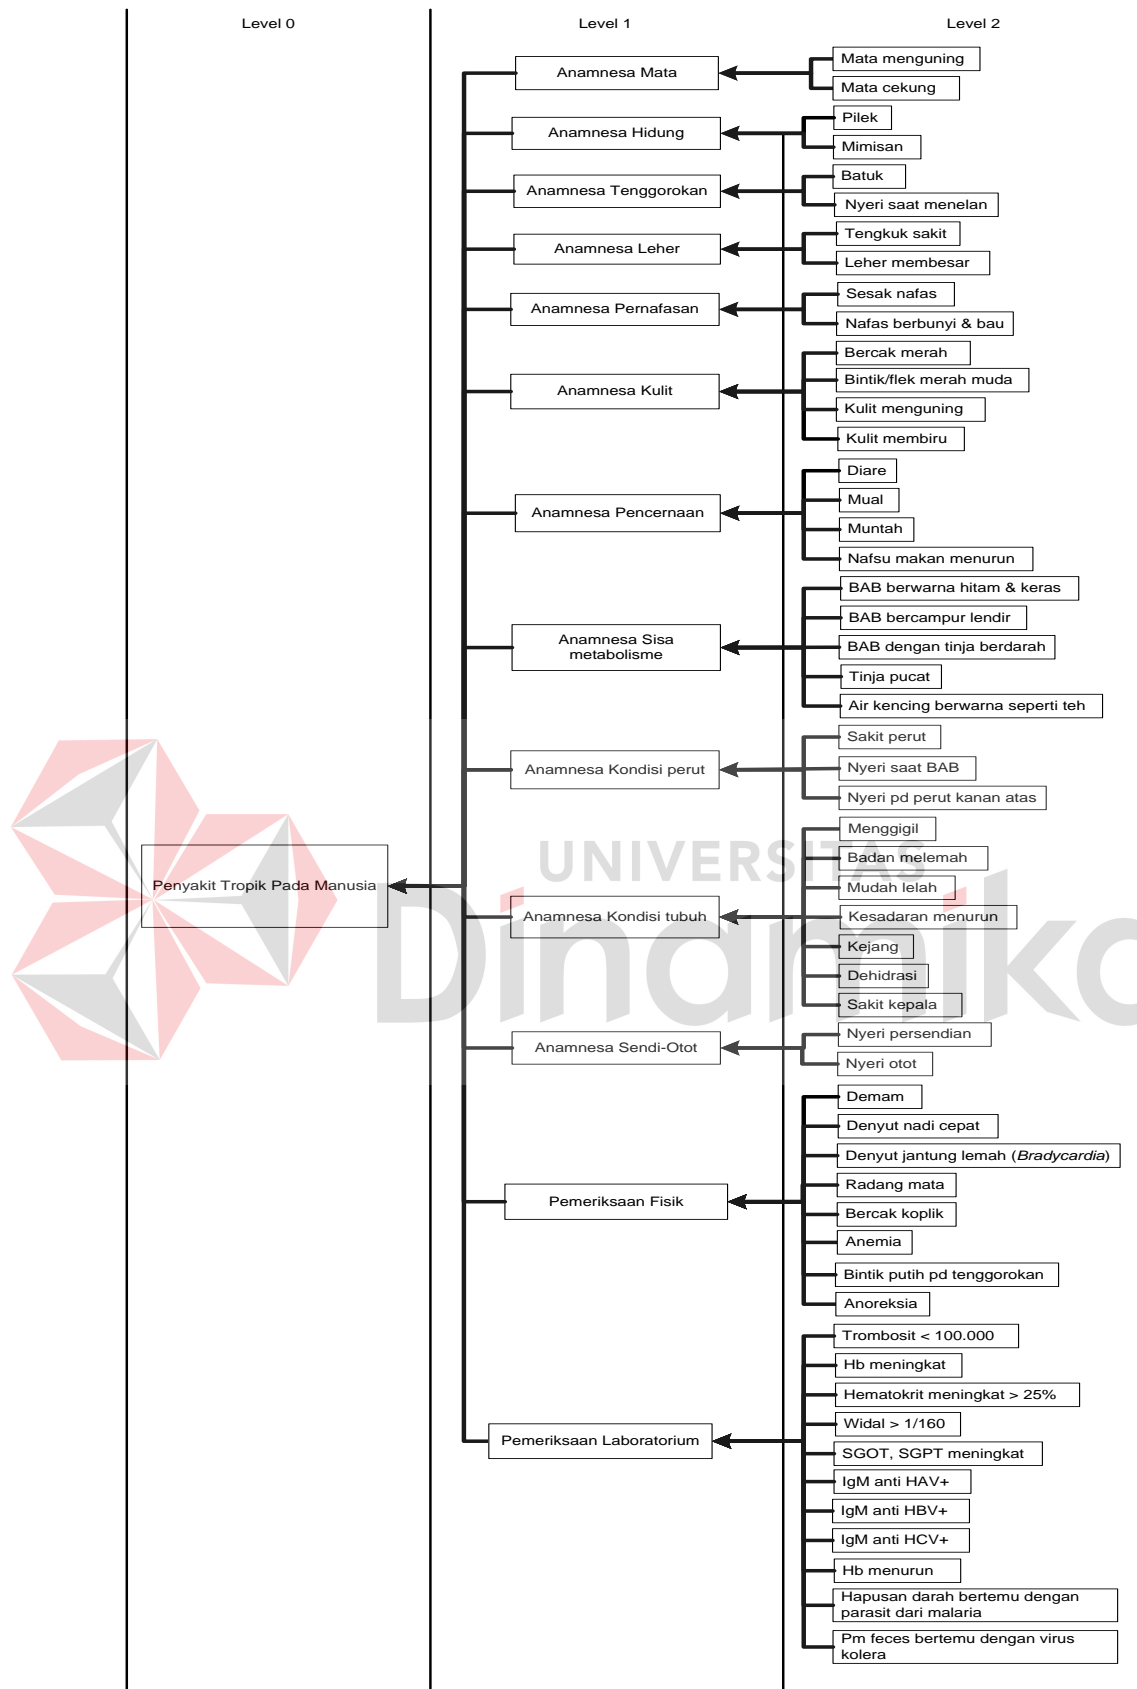 Level 0
Level 1
Level 2
Anamnesa Mata
Mata menguning
Mata cekung
Anamnesa Hidung
Pilek
Mimisan
Anamnesa Tenggorokan
Batuk
Nyeri saat menelan
Anamnesa Leher
Tengkuk sakit
Leher membesar
Anamnesa Pernafasan
Sesak nafas
Nafas berbunyi & bau
Anamnesa Kulit
Bercak merah
Bintik/flek merah muda
Kulit menguning
Kulit membiru
Anamnesa Pencernaan
Diare
Mual
Muntah
Nafsu makan menurun
Anamnesa Sisa
metabolisme
BAB berwarna hitam & keras
BAB bercampur lendir
BAB dengan tinja berdarah
Tinja pucat
Air kencing berwarna seperti teh
Anamnesa Kondisi perut
Sakit perut
Nyeri saat BAB
Nyeri pd perut kanan atas
Penyakit Tropik Pada Manusia
UNIVERSITAS
Dinamika
Anamnesa Kondisi tubuh
Menggigil
Badan melemah
Mudah lelah
Kesadaran menurun
Kejang
Dehidrasi
Sakit kepala
Anamnesa Sendi-Otot
Nyeri persendian
Nyeri otot
Pemeriksaan Fisik
Demam
Denyut nadi cepat
Denyut jantung lemah (Bradycardia)
Radang mata
Bercak koplik
Anemia
Bintik putih pd tenggorokan
Anoreksia
Pemeriksaan Laboratorium
Trombosit < 100.000
Hb meningkat
Hematokrit meningkat > 25%
Widal > 1/160
SGOT, SGPT meningkat
IgM anti HAV+
IgM anti HBV+
IgM anti HCV+
Hb menurun
Hapusan darah bertemu dengan
parasit dari malaria
Pm feces bertemu dengan virus
kolera